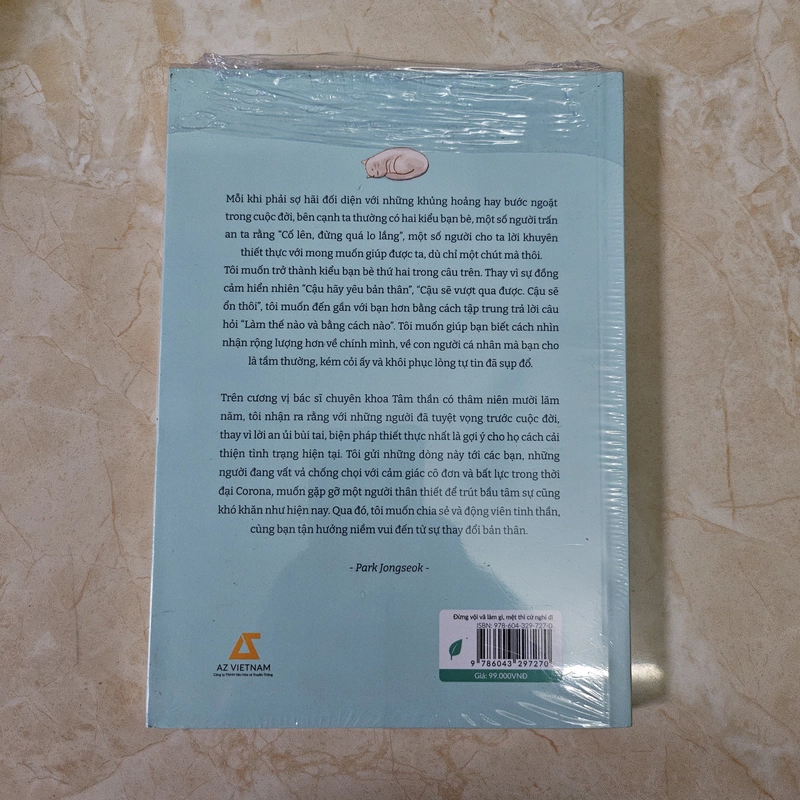 Mỗi khi phải sợ hãi đối diện với những khủng hoảng hay bước ngoặt
trong cuộc đời, bên cạnh ta thường có hai kiểu bạn bè, một số người trấn
an ta rằng “Cố lên, đừng quá lo lắng”, một số người cho ta lời khuyên
thiết thực với mong muốn giúp được ta, dù chỉ một chút mà thôi.
Tôi muốn trở thành kiểu bạn bè thứ hai trong câu trên. Thay vì sự đồng
cảm hiển nhiên “Cậu hãy yêu bản thân”, “Cậu sẽ vượt qua được. Cậu sẽ
ổn thôi”, tôi muốn đến gần với bạn hơn bằng cách tập trung trả lời câu
hỏi “Làm thế nào và bằng cách nào”. Tôi muốn giúp bạn biết cách nhìn
nhận rộng lượng hơn về chính mình, về con người cá nhân mà bạn cho
là tầm thường, kém cỏi ấy và khôi phục lòng tự tin đã sụp đổ.
Trên cương vị bác sĩ chuyên khoa Tâm thần có thâm niên mười lăm
năm, tôi nhận ra rằng với những người đã tuyệt vọng trước cuộc đời,
thay vì lời an ủi bùi tai, biện pháp thiết thực nhất là gợi ý cho họ cách cải
thiện tình trạng hiện tại. Tôi gửi những dòng này tới các bạn, những
người đang vất vả chống chọi với cảm giác cô đơn và bất lực trong thời
đại Corona, muốn gặp gỡ một người thân thiết để trút bầu tâm sự cũng
khó khăn như hiện nay. Qua đó, tôi muốn chia sẻ và động viên tinh thần,
cùng bạn tận hưởng niềm vui đến từ sự thay đổi bản thân.
- Park Jongseok -
AZ VIETNAM
Công ty TNHH Văn Hóa và Truyền Thông
Đừng vội vã làm gì, mệt thì cứ nghỉ đi
ISBN: 978-604-329-727-0
9 786043 297270
Giá: 99.000VNĐ